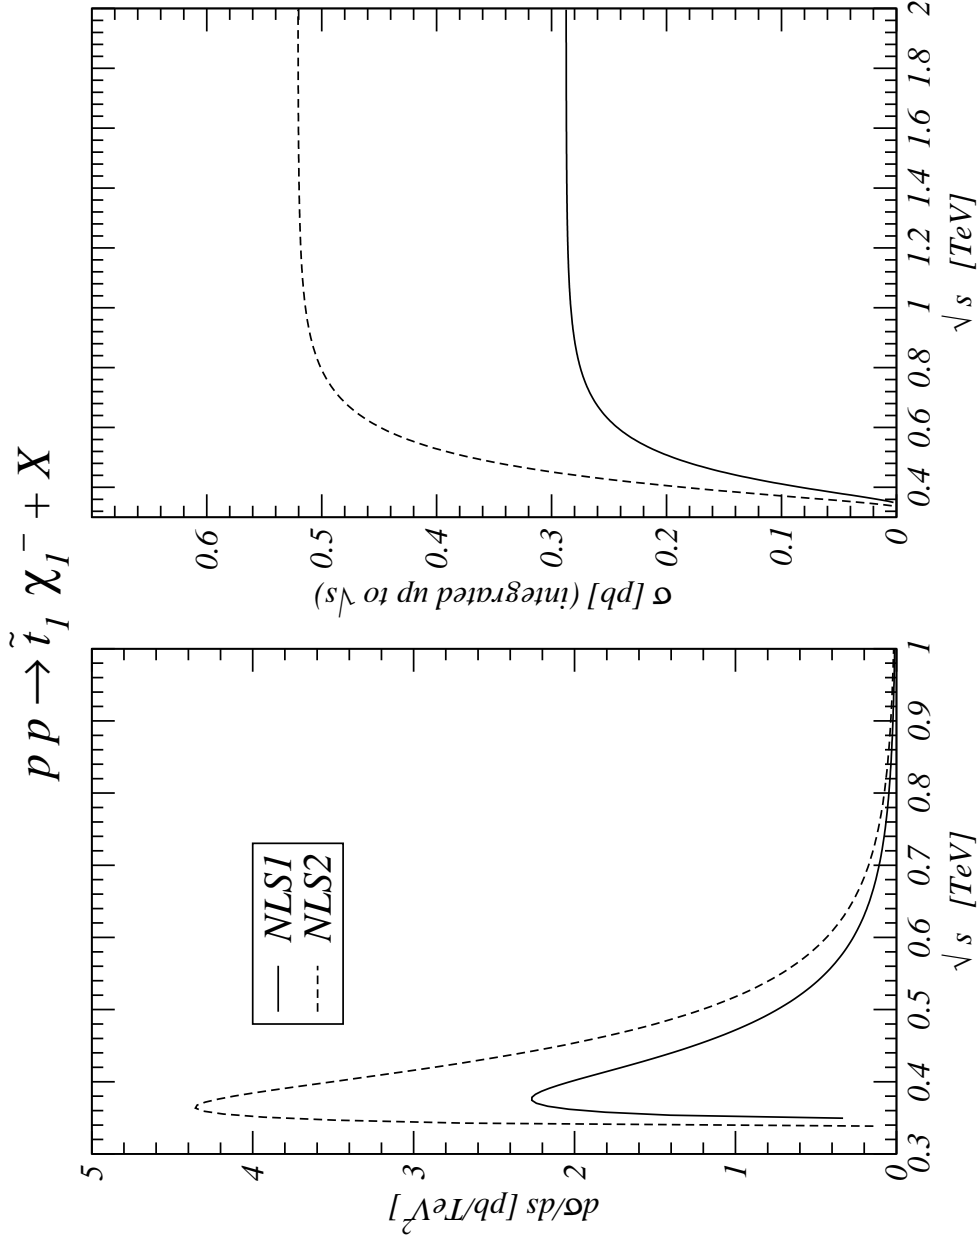 p p → t̃₁ χ₁⁻ + X
dσ/ds [pb/TeV²]
5
4
3
2
1
0
NLS1
NLS2
0.3 0.4 0.5 0.6 0.7 0.8 0.9 1
√s [TeV]
σ [pb] (integrated up to √s)
0.6
0.5
0.4
0.3
0.2
0.1
0
0.4 0.6 0.8 1 1.2 1.4 1.6 1.8 2
√s [TeV]